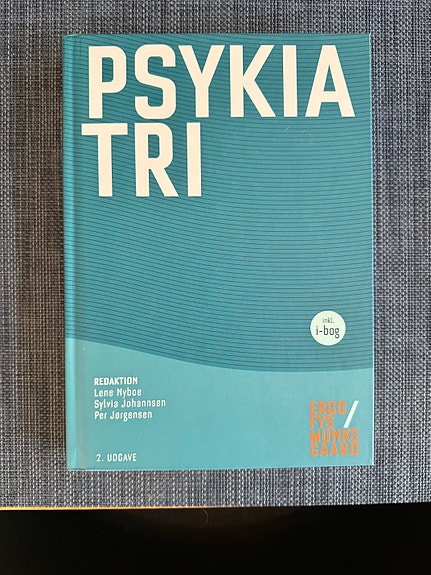 PSYKIA
TRI
inkl.
i-bog
REDAKTION
Lene Nyboe
Sylvia Johannsen
Per Jørgensen
2. UDGAVE
ERGO/
FYS
MUNKS
GAARD